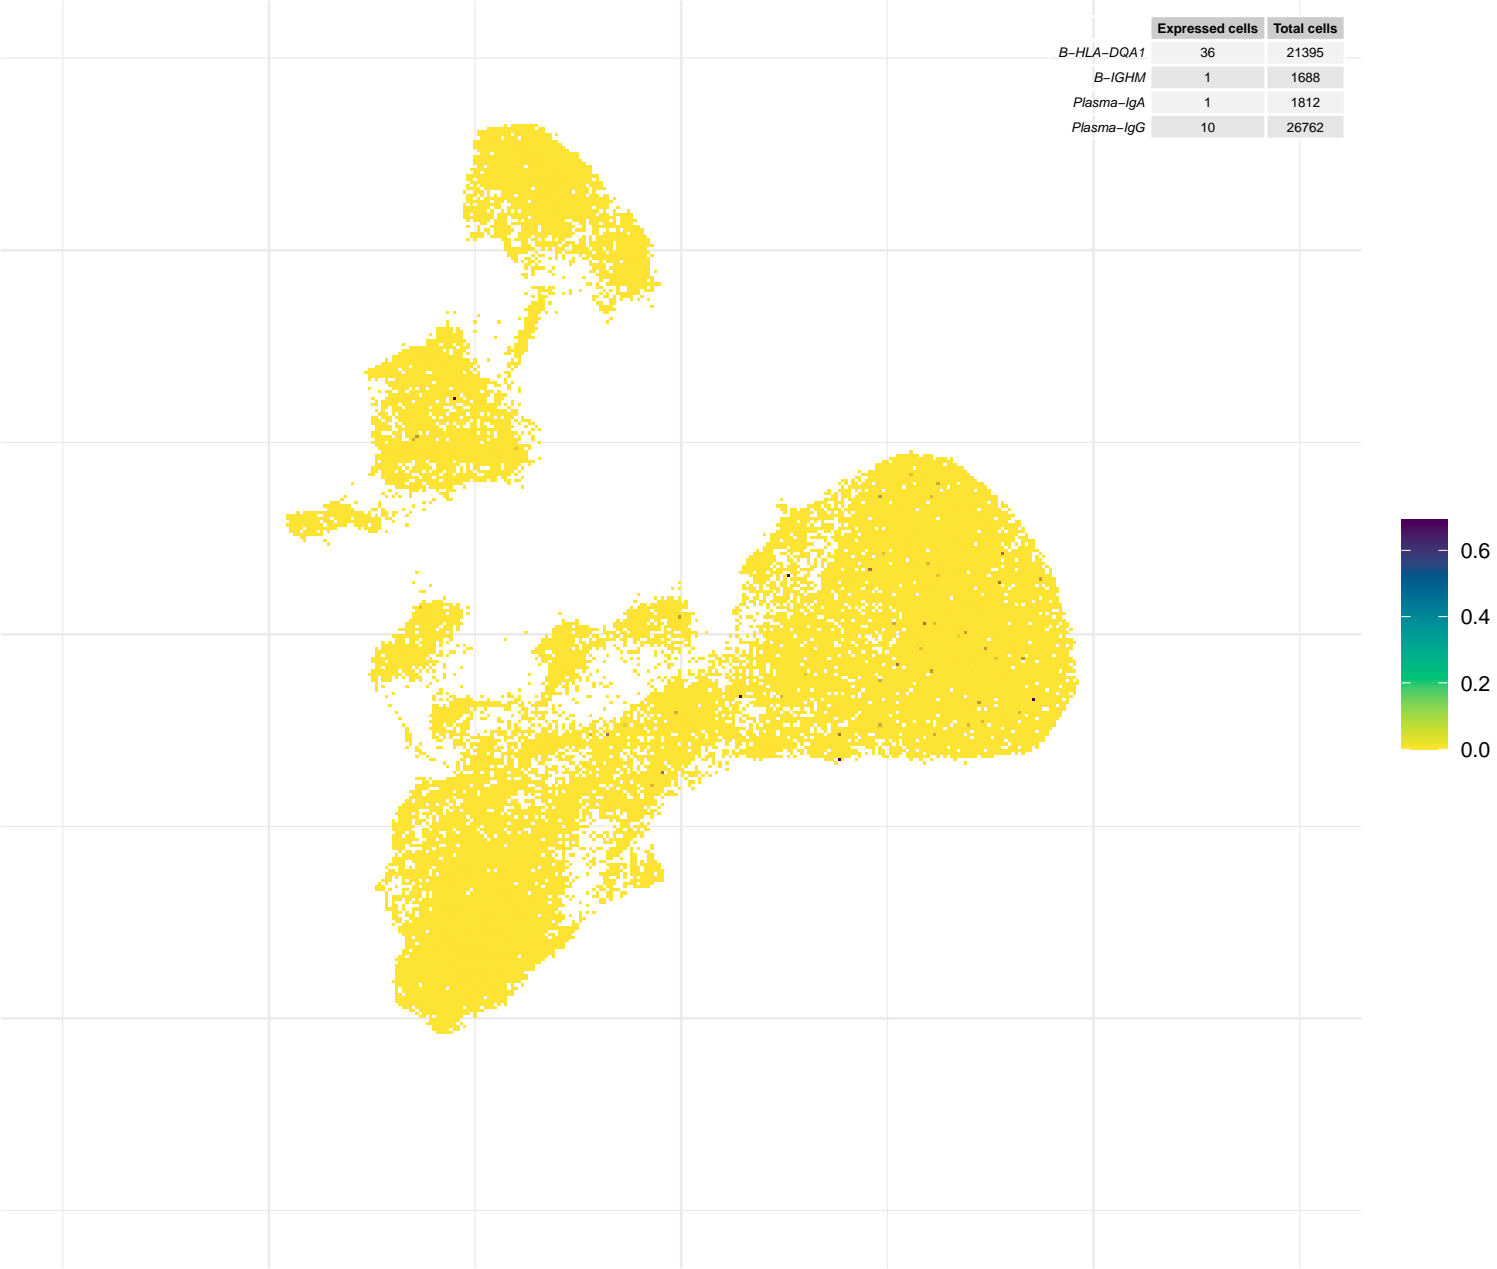 Expressed cells Total cells
B−HLA−DQA1 36 21395
B−IGHM 1 1688
Plasma−IgA 1 1812
Plasma−IgG 10 26762
0.6
0.4
0.2
0.0